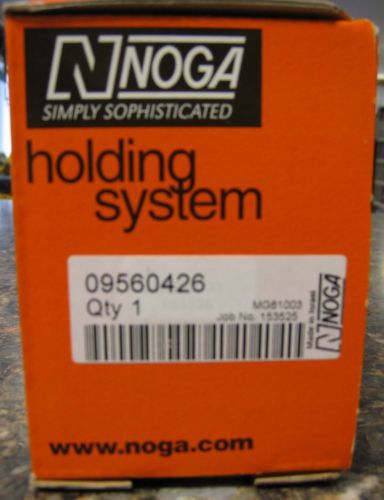 NOGA
SIMPLY SOPHISTICATED
holding
system
09560426
Qty 1
MG61003
Job No. 153525
Made in Israel
NOGA
www.noga.com